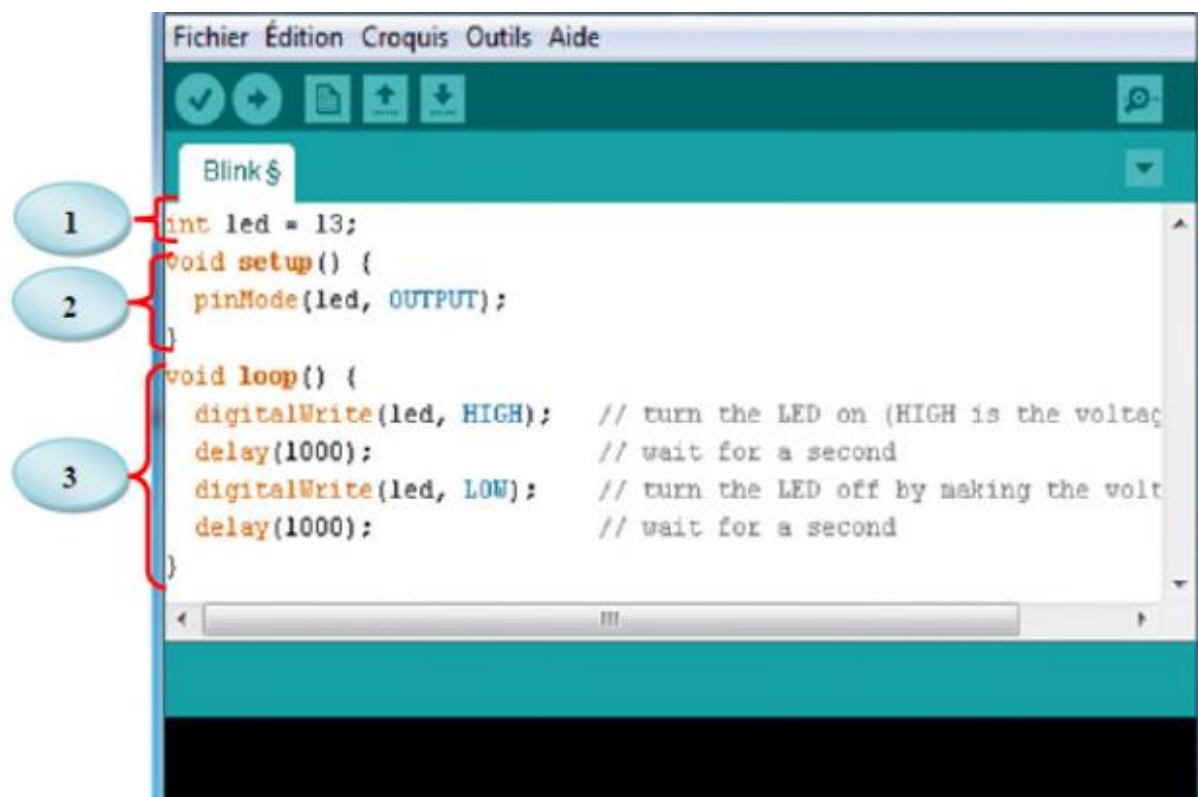 Fichier Édition Croquis Outils Aide
Blink §
1
int led = 13;
void setup() {
2
pinMode(led, OUTPUT);
}
void loop() {
digitalWrite(led, HIGH); // turn the LED on (HIGH is the voltag
delay(1000); // wait for a second
3
digitalWrite(led, LOW); // turn the LED off by making the volt
delay(1000); // wait for a second
}